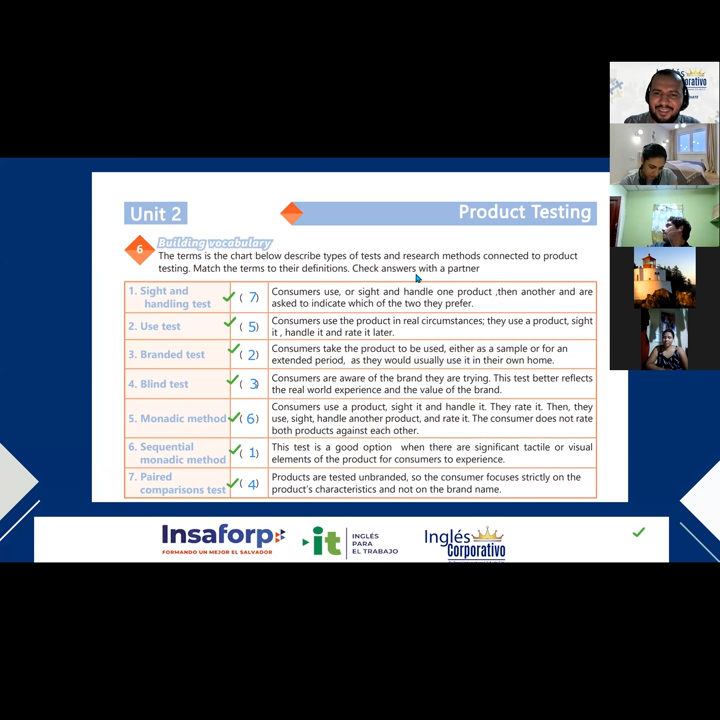 Inglés
Corporativo
Unit 2
Product Testing
6
Building vocabulary
The terms is the chart below describe types of tests and research methods connected to product
testing. Match the terms to their definitions. Check answers with a partner
1. Sight and
handling test
(7)
Consumers use, or sight and handle one product ,then another and are
asked to indicate which of the two they prefer.
2. Use test
(5)
Consumers use the product in real circumstances; they use a product, sight
it , handle it and rate it later.
3. Branded test
(2)
Consumers take the product to be used, either as a sample or for an
extended period, as they would usually use it in their own home.
4. Blind test
(3)
Consumers are aware of the brand they are trying. This test better reflects
the real world experience and the value of the brand.
5. Monadic method
(6)
Consumers use a product, sight it and handle it. They rate it. Then, they
use, sight, handle another product, and rate it. The consumer does not rate
both products against each other.
6. Sequential
monadic method
(1)
This test is a good option when there are significant tactile or visual
elements of the product for consumers to experience.
7. Paired
comparisons test
(4)
Products are tested unbranded, so the consumer focuses strictly on the
product's characteristics and not on the brand name.
Insaforp
FORMANDO UN MEJOR EL SALVADOR
it
INGLÉS
PARA
EL TRABAJO
Inglés
Corporativo